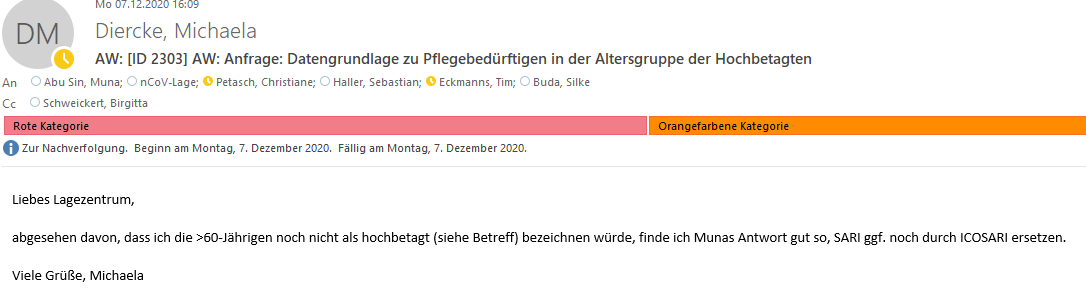 Mo 07.12.2020 16:09
DM
Diercke, Michaela
AW: [ID 2303] AW: Anfrage: Datengrundlage zu Pflegebedürftigen in der Altersgruppe der Hochbetagten
An Abu Sin, Muna; nCoV-Lage; Petasch, Christiane; Haller, Sebastian; Eckmanns, Tim; Buda, Silke
Cc Schweickert, Birgitta
Rote Kategorie Orangefarbene Kategorie
Zur Nachverfolgung. Beginn am Montag, 7. Dezember 2020. Fällig am Montag, 7. Dezember 2020.
Liebes Lagezentrum,
abgesehen davon, dass ich die >60-Jährigen noch nicht als hochbetagt (siehe Betreff) bezeichnen würde, finde ich Munas Antwort gut so, SARI ggf. noch durch ICOSARI ersetzen.
Viele Grüße, Michaela